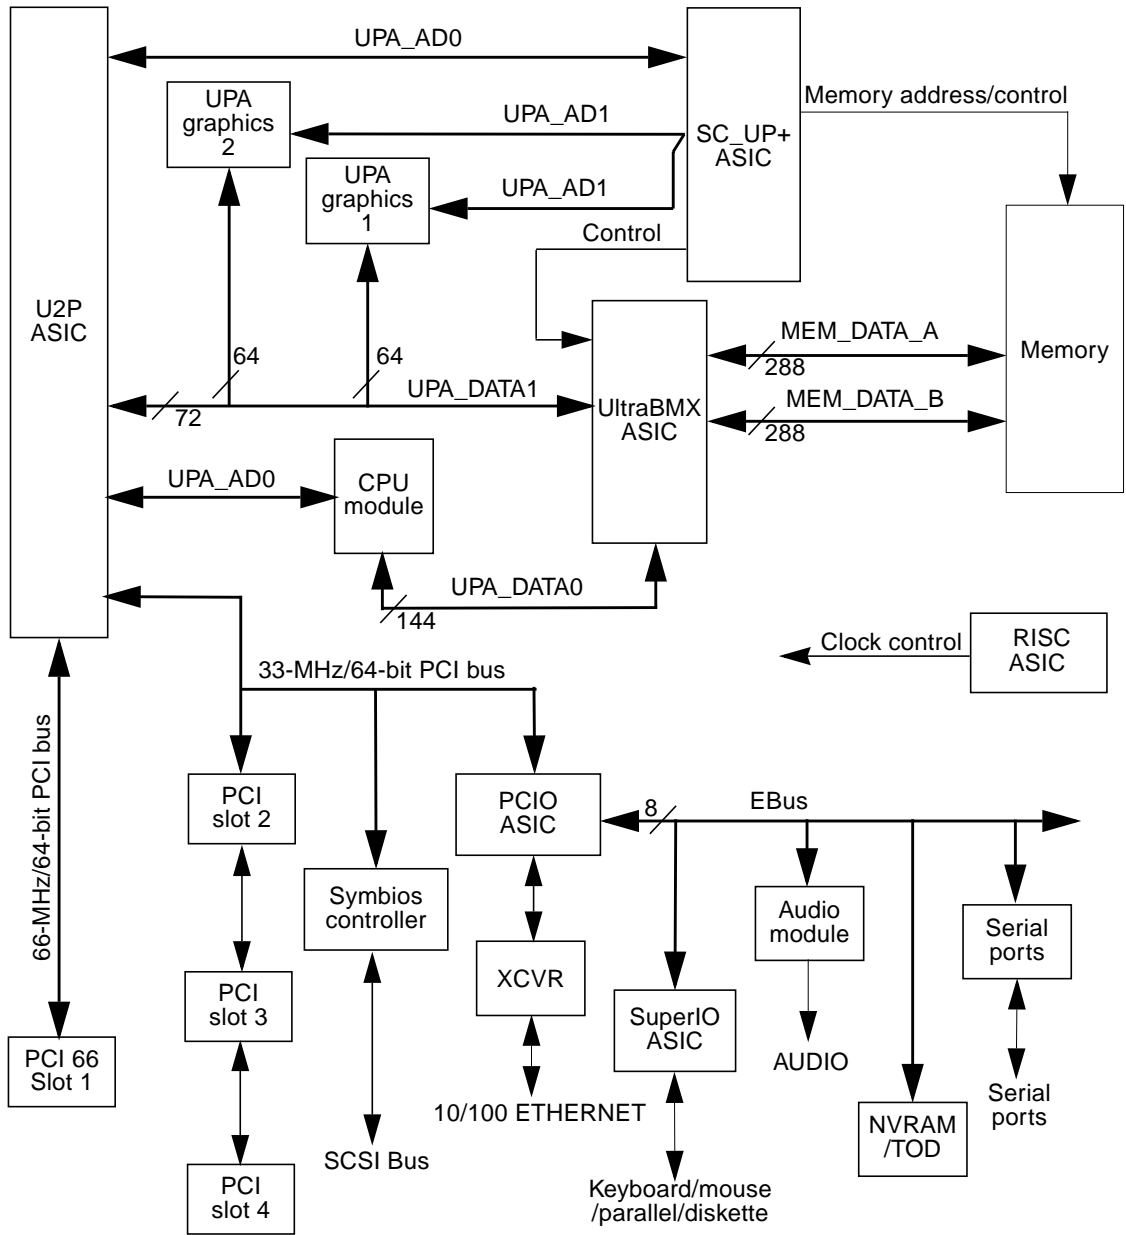 UPA_AD0
UPA
graphics
2
UPA_AD1
SC_UP+
ASIC
Memory address/control
UPA
graphics
1
UPA_AD1
Control
U2P
ASIC
64
64
UPA_DATA1
72
UltraBMX
ASIC
MEM_DATA_A
288
MEM_DATA_B
288
Memory
UPA_AD0
CPU
module
UPA_DATA0
144
Clock control
RISC
ASIC
33-MHz/64-bit PCI bus
66-MHz/64-bit PCI bus
PCI
slot 2
PCIO
ASIC
8
EBus
Symbios
controller
Audio
module
Serial
ports
XCVR
PCI
slot 3
SuperIO
ASIC
PCI 66
Slot 1
AUDIO
10/100 ETHERNET
Serial
ports
NVRAM
/TOD
SCSI Bus
PCI
slot 4
Keyboard/mouse
/parallel/diskette